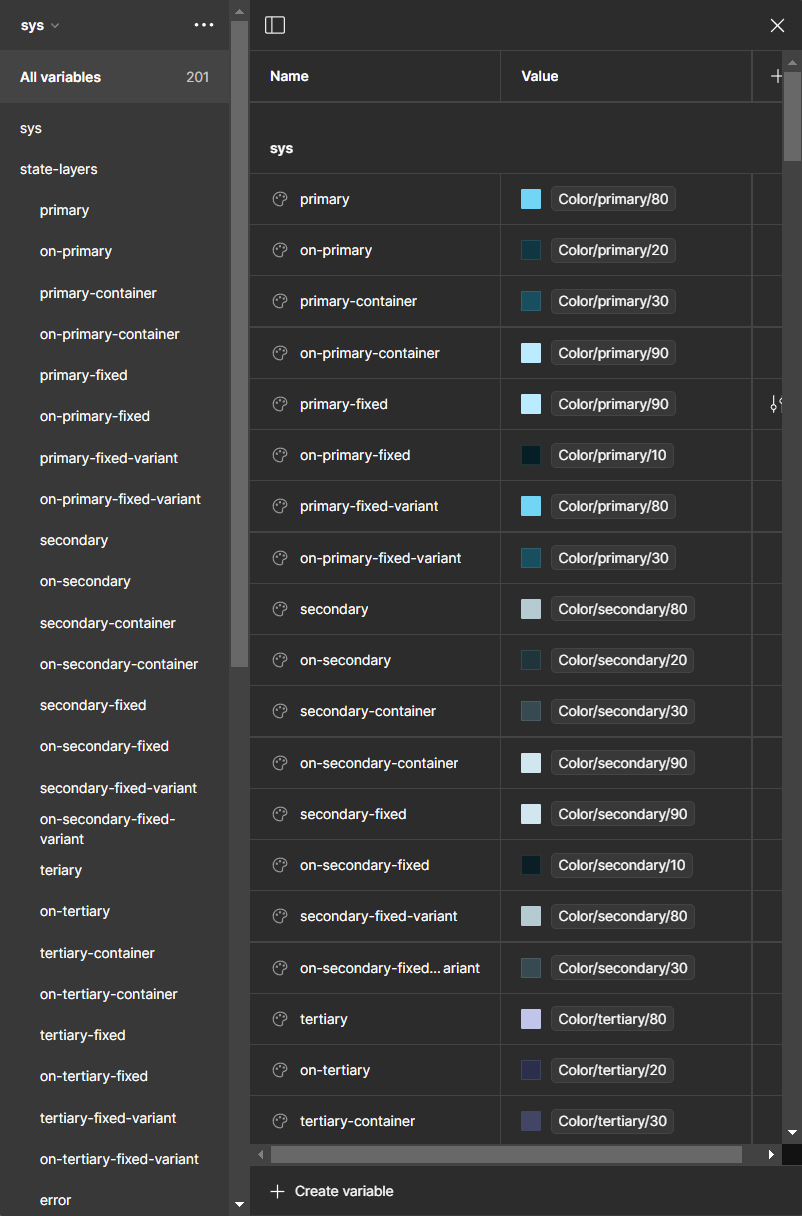 sys
All variables 201
sys
state-layers
primary
on-primary
primary-container
on-primary-container
primary-fixed
on-primary-fixed
primary-fixed-variant
on-primary-fixed-variant
secondary
on-secondary
secondary-container
on-secondary-container
secondary-fixed
on-secondary-fixed
secondary-fixed-variant
on-secondary-fixed-
variant
teriary
on-tertiary
tertiary-container
on-tertiary-container
tertiary-fixed
on-tertiary-fixed
tertiary-fixed-variant
on-tertiary-fixed-variant
error
Name Value
sys
primary Color/primary/80
on-primary Color/primary/20
primary-container Color/primary/30
on-primary-container Color/primary/90
primary-fixed Color/primary/90
on-primary-fixed Color/primary/10
primary-fixed-variant Color/primary/80
on-primary-fixed-variant Color/primary/30
secondary Color/secondary/80
on-secondary Color/secondary/20
secondary-container Color/secondary/30
on-secondary-container Color/secondary/90
secondary-fixed Color/secondary/90
on-secondary-fixed Color/secondary/10
secondary-fixed-variant Color/secondary/80
on-secondary-fixed... ariant Color/secondary/30
tertiary Color/tertiary/80
on-tertiary Color/tertiary/20
tertiary-container Color/tertiary/30
Create variable